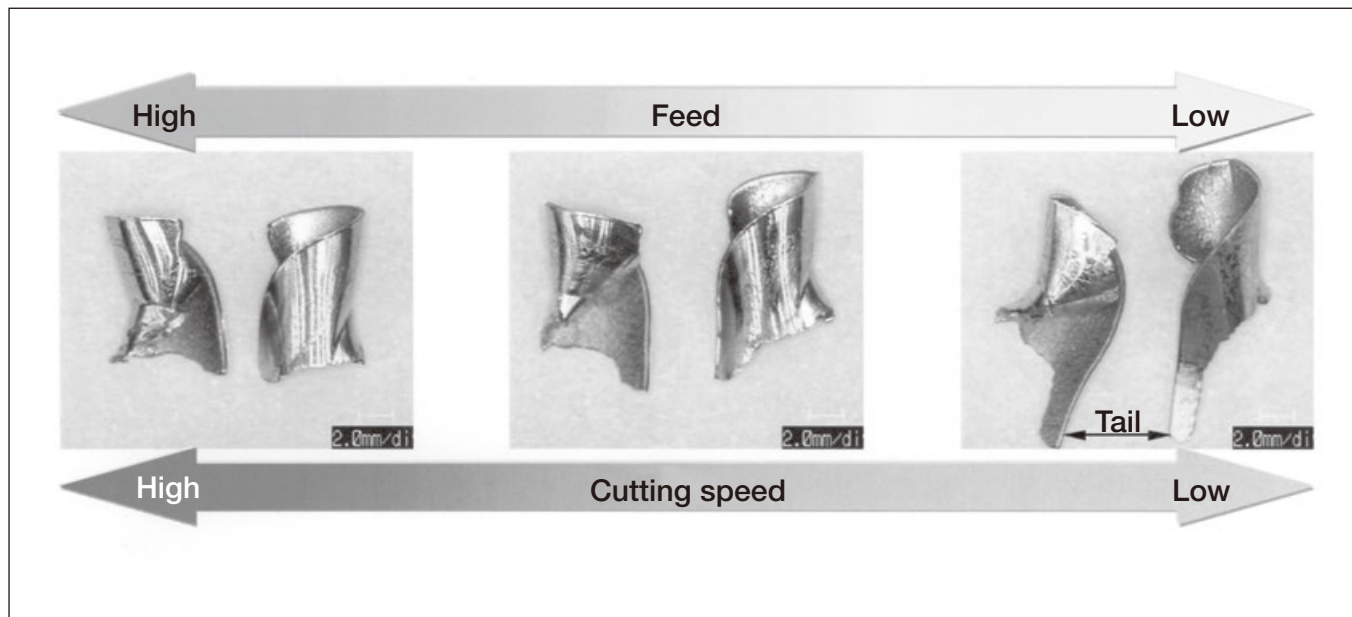 High Feed Low
2.0mm/di
2.0mm/di
Tail
2.0mm/di
High Cutting speed Low